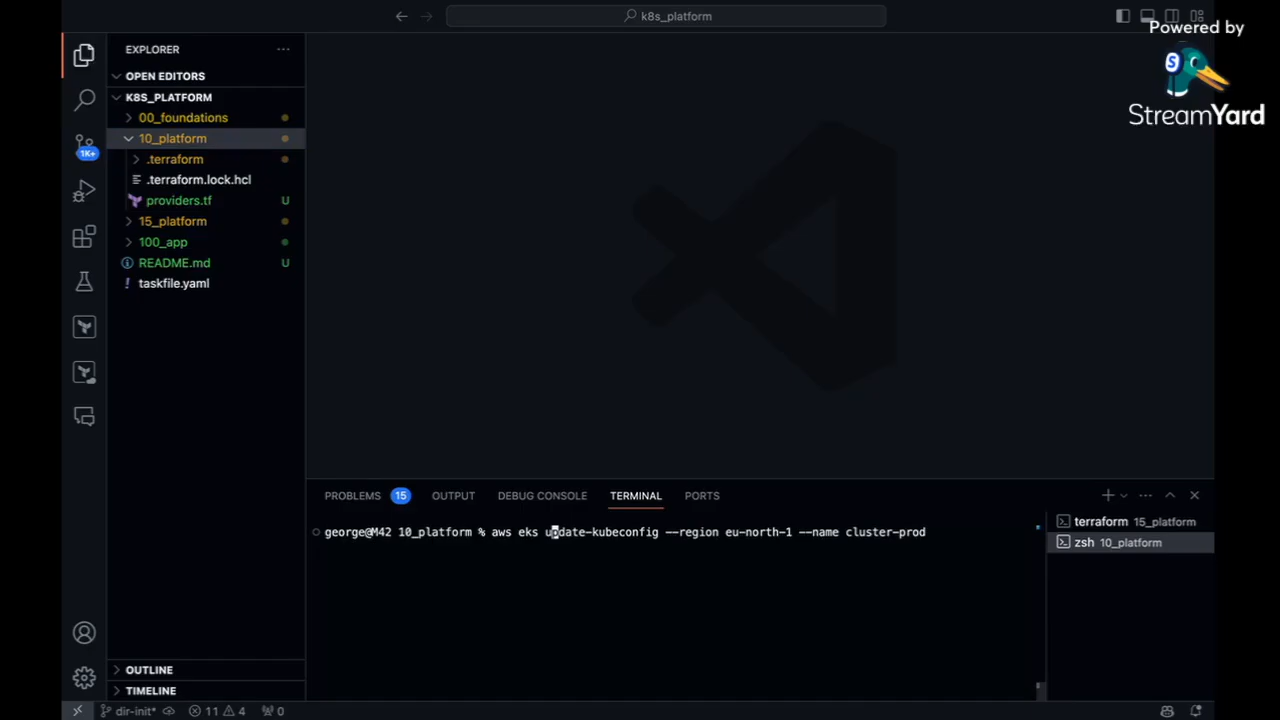 k8s_platform
Powered by
StreamYard
EXPLORER
OPEN EDITORS
K8S_PLATFORM
00_foundations
10_platform
.terraform
.terraform.lock.hcl
providers.tf U
15_platform
100_app
README.md U
taskfile.yaml
1K+
OUTLINE
TIMELINE
PROBLEMS 15 OUTPUT DEBUG CONSOLE TERMINAL PORTS
george@M42 10_platform % aws eks update-kubeconfig --region eu-north-1 --name cluster-prod
terraform 15_platform
zsh 10_platform
dir-init* 11 4 0